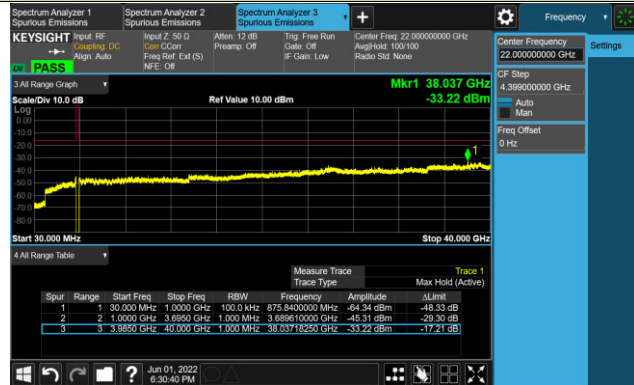 Spectrum Analyzer 1
Spurious Emissions
Spectrum Analyzer 2
Spurious Emissions
Spectrum Analyzer 3
Spurious Emissions
Frequency
KEYSIGHT
Input: RF
Coupling: DC
Align: Auto
Input Z: 50 Ω
Corr CCorr
Freq Ref: Ext (S)
NFE: Off
Atten: 12 dB
Preamp: Off
Trig: Free Run
Gate: Off
IF Gain: Low
Center Freq: 22.000000000 GHz
Avg|Hold: 100/100
Radio Std: None
LXI PASS
Center Frequency
22.000000000 GHz
Settings
CF Step
4.399000000 GHz
Auto
Man
Freq Offset
0 Hz
3 All Range Graph
Mkr1 38.037 GHz
Scale/Div 10.0 dB
Ref Value 10.00 dBm
-33.22 dBm
Log
0.00
-10.0
-20.0
-30.0
-40.0
-50.0
-60.0
-70.0
-80.0
1
Start 30.000 MHz
Stop 40.000 GHz
4 All Range Table
Measure Trace Trace 1
Trace Type Max Hold (Active)
Spur Range Start Freq Stop Freq RBW Frequency Amplitude ΔLimit
1 1 30.000 MHz 1.0000 GHz 100.0 kHz 875.8400000 MHz -64.34 dBm -48.33 dB
2 2 1.0000 GHz 3.6950 GHz 1.000 MHz 3.689610000 GHz -45.31 dBm -29.30 dB
3 3 3.9850 GHz 40.000 GHz 1.000 MHz 38.03718250 GHz -33.22 dBm -17.21 dB
?
Jun 01, 2022
6:30:40 PM